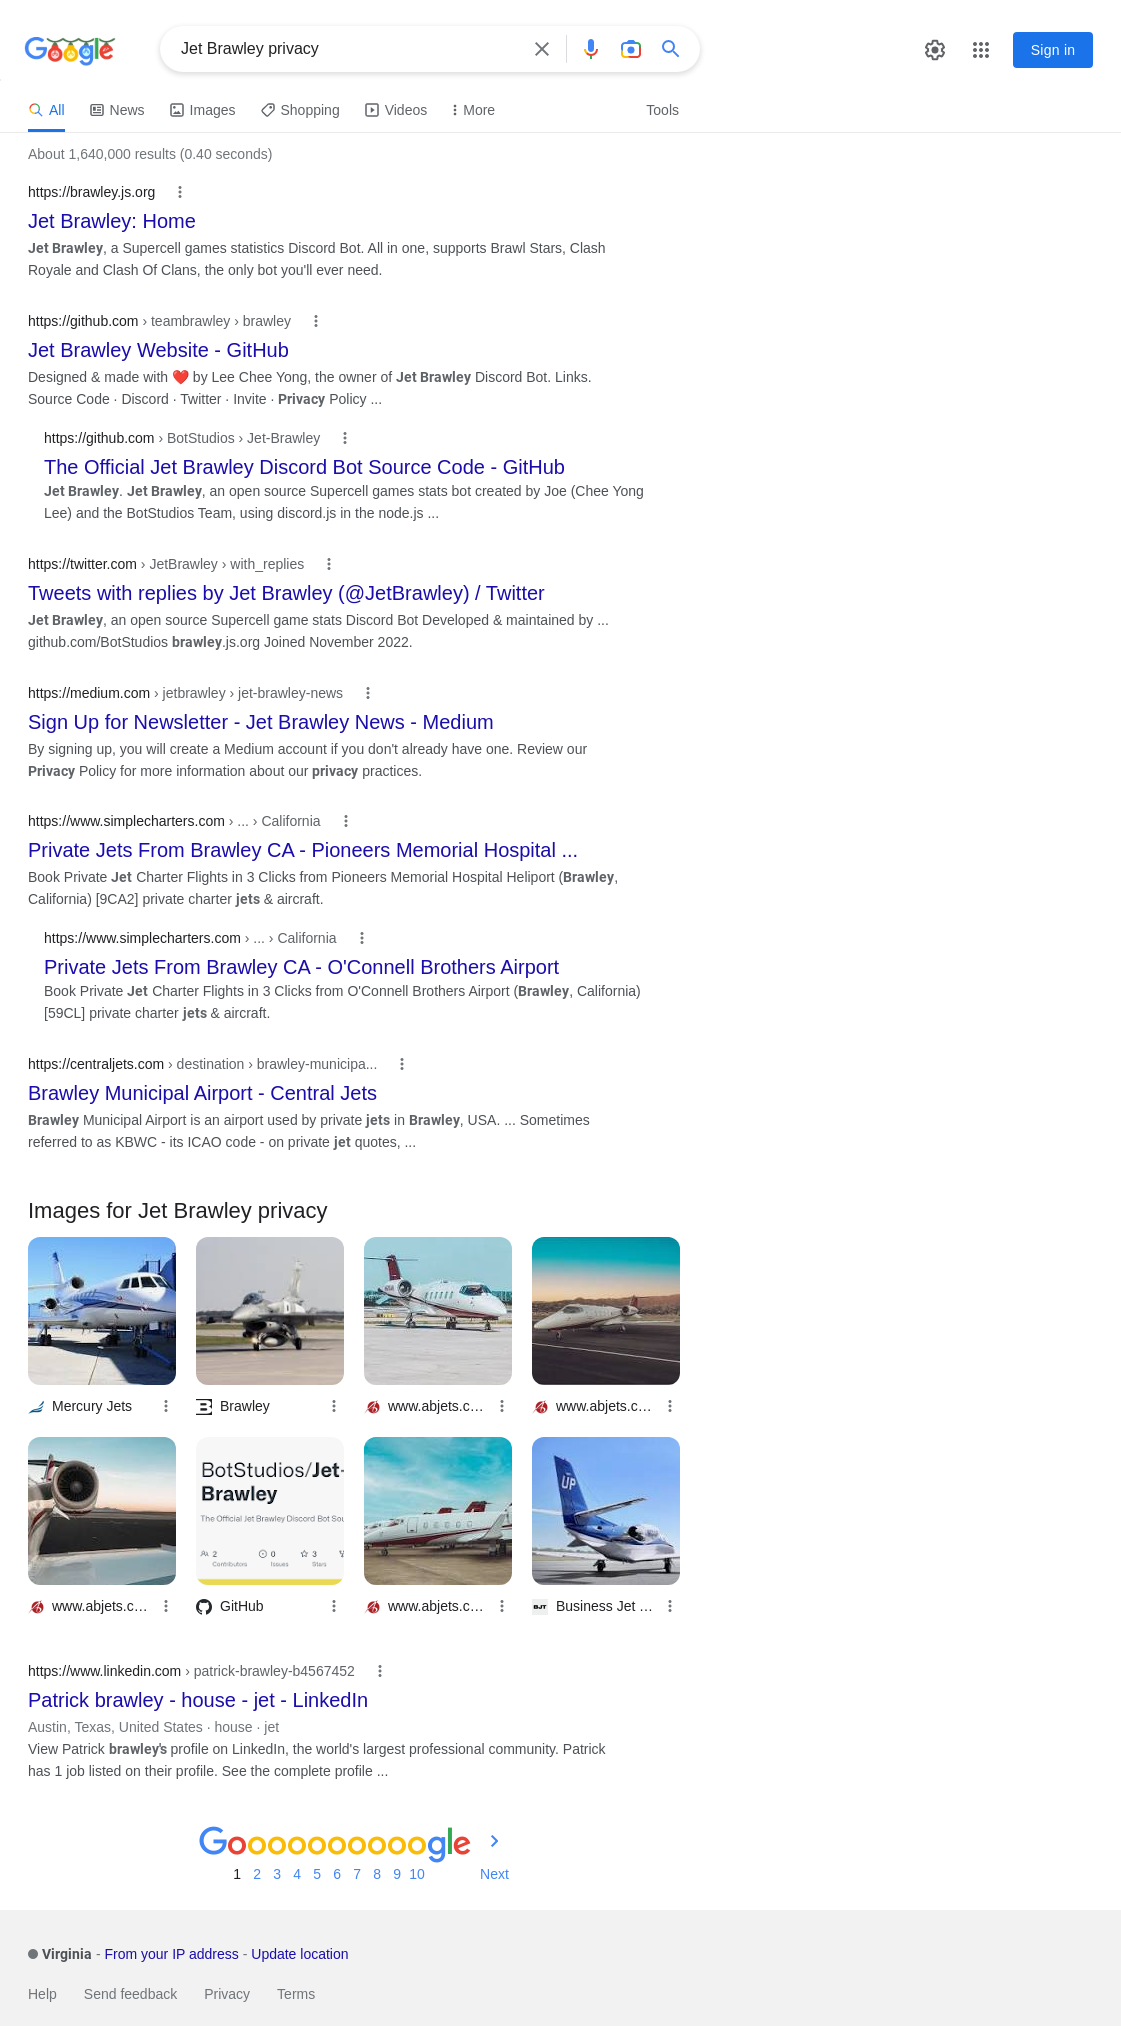 Google
Jet Brawley privacy
Sign in
All
News
Images
Shopping
Videos
More
Tools
About 1,640,000 results (0.40 seconds)
https://brawley.js.org
Jet Brawley: Home
Jet Brawley, a Supercell games statistics Discord Bot. All in one, supports Brawl Stars, Clash
Royale and Clash Of Clans, the only bot you'll ever need.
https://github.com › teambrawley › brawley
Jet Brawley Website - GitHub
Designed & made with ❤️ by Lee Chee Yong, the owner of Jet Brawley Discord Bot. Links.
Source Code · Discord · Twitter · Invite · Privacy Policy ...
https://github.com › BotStudios › Jet-Brawley
The Official Jet Brawley Discord Bot Source Code - GitHub
Jet Brawley. Jet Brawley, an open source Supercell games stats bot created by Joe (Chee Yong
Lee) and the BotStudios Team, using discord.js in the node.js ...
https://twitter.com › JetBrawley › with_replies
Tweets with replies by Jet Brawley (@JetBrawley) / Twitter
Jet Brawley, an open source Supercell game stats Discord Bot Developed & maintained by ...
github.com/BotStudios brawley.js.org Joined November 2022.
https://medium.com › jetbrawley › jet-brawley-news
Sign Up for Newsletter - Jet Brawley News - Medium
By signing up, you will create a Medium account if you don't already have one. Review our
Privacy Policy for more information about our privacy practices.
https://www.simplecharters.com › ... › California
Private Jets From Brawley CA - Pioneers Memorial Hospital ...
Book Private Jet Charter Flights in 3 Clicks from Pioneers Memorial Hospital Heliport (Brawley,
California) [9CA2] private charter jets & aircraft.
https://www.simplecharters.com › ... › California
Private Jets From Brawley CA - O'Connell Brothers Airport
Book Private Jet Charter Flights in 3 Clicks from O'Connell Brothers Airport (Brawley, California)
[59CL] private charter jets & aircraft.
https://centraljets.com › destination › brawley-municipa...
Brawley Municipal Airport - Central Jets
Brawley Municipal Airport is an airport used by private jets in Brawley, USA. ... Sometimes
referred to as KBWC - its ICAO code - on private jet quotes, ...
Images for Jet Brawley privacy
Mercury Jets
Brawley
www.abjets.c...
www.abjets.c...
BotStudios/Jet-
Brawley
The Official Jet Brawley Discord Bot Sou
2
0
3
Contributors
Issues
Stars
UP
www.abjets.c...
GitHub
www.abjets.c...
BJT
Business Jet ...
https://www.linkedin.com › patrick-brawley-b4567452
Patrick brawley - house - jet - LinkedIn
Austin, Texas, United States · house · jet
View Patrick brawley's profile on LinkedIn, the world's largest professional community. Patrick
has 1 job listed on their profile. See the complete profile ...
Goooooooooogle
1 2 3 4 5 6 7 8 9 10 Next
Virginia - From your IP address - Update location
Help
Send feedback
Privacy
Terms